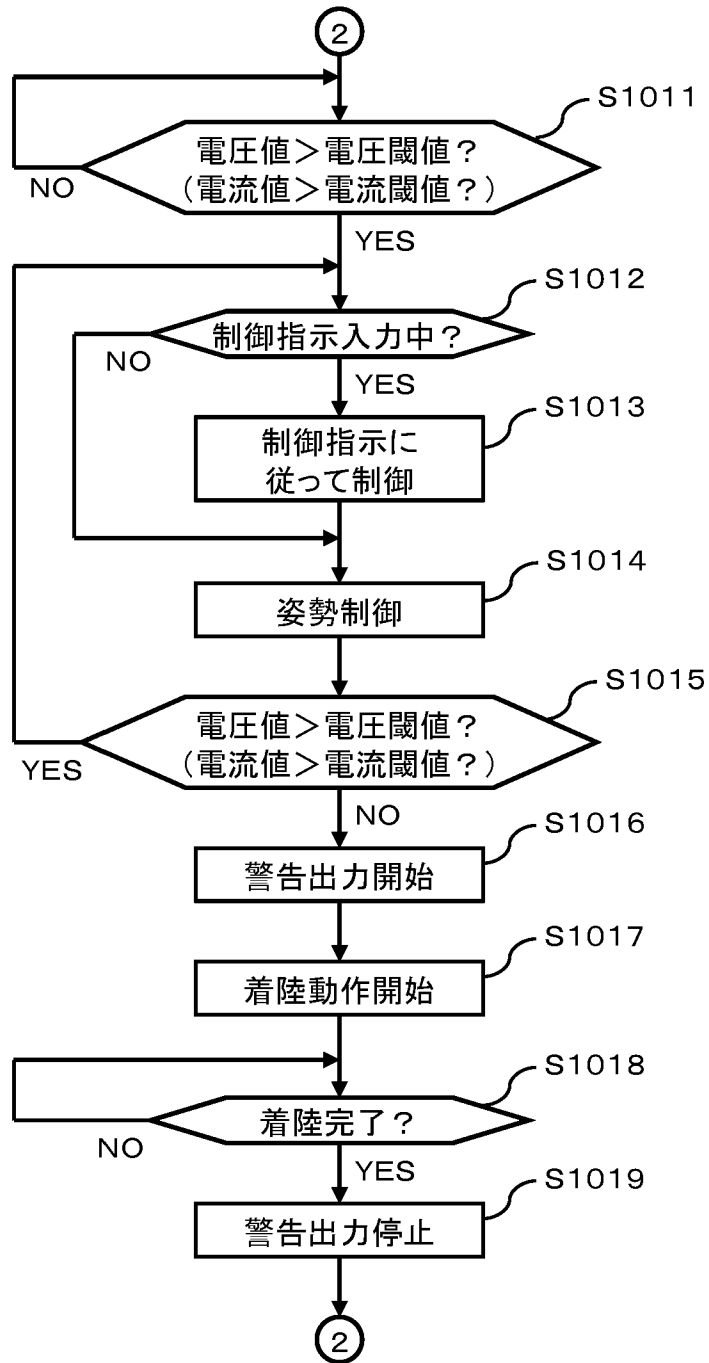 2
S1011
電圧値＞電圧閾値？
（電流値＞電流閾値？）
NO
YES
S1012
制御指示入力中？
NO
YES
S1013
制御指示に
従って制御
S1014
姿勢制御
S1015
電圧値＞電圧閾値？
（電流値＞電流閾値？）
YES
NO
S1016
警告出力開始
S1017
着陸動作開始
S1018
着陸完了？
NO
YES
S1019
警告出力停止
2